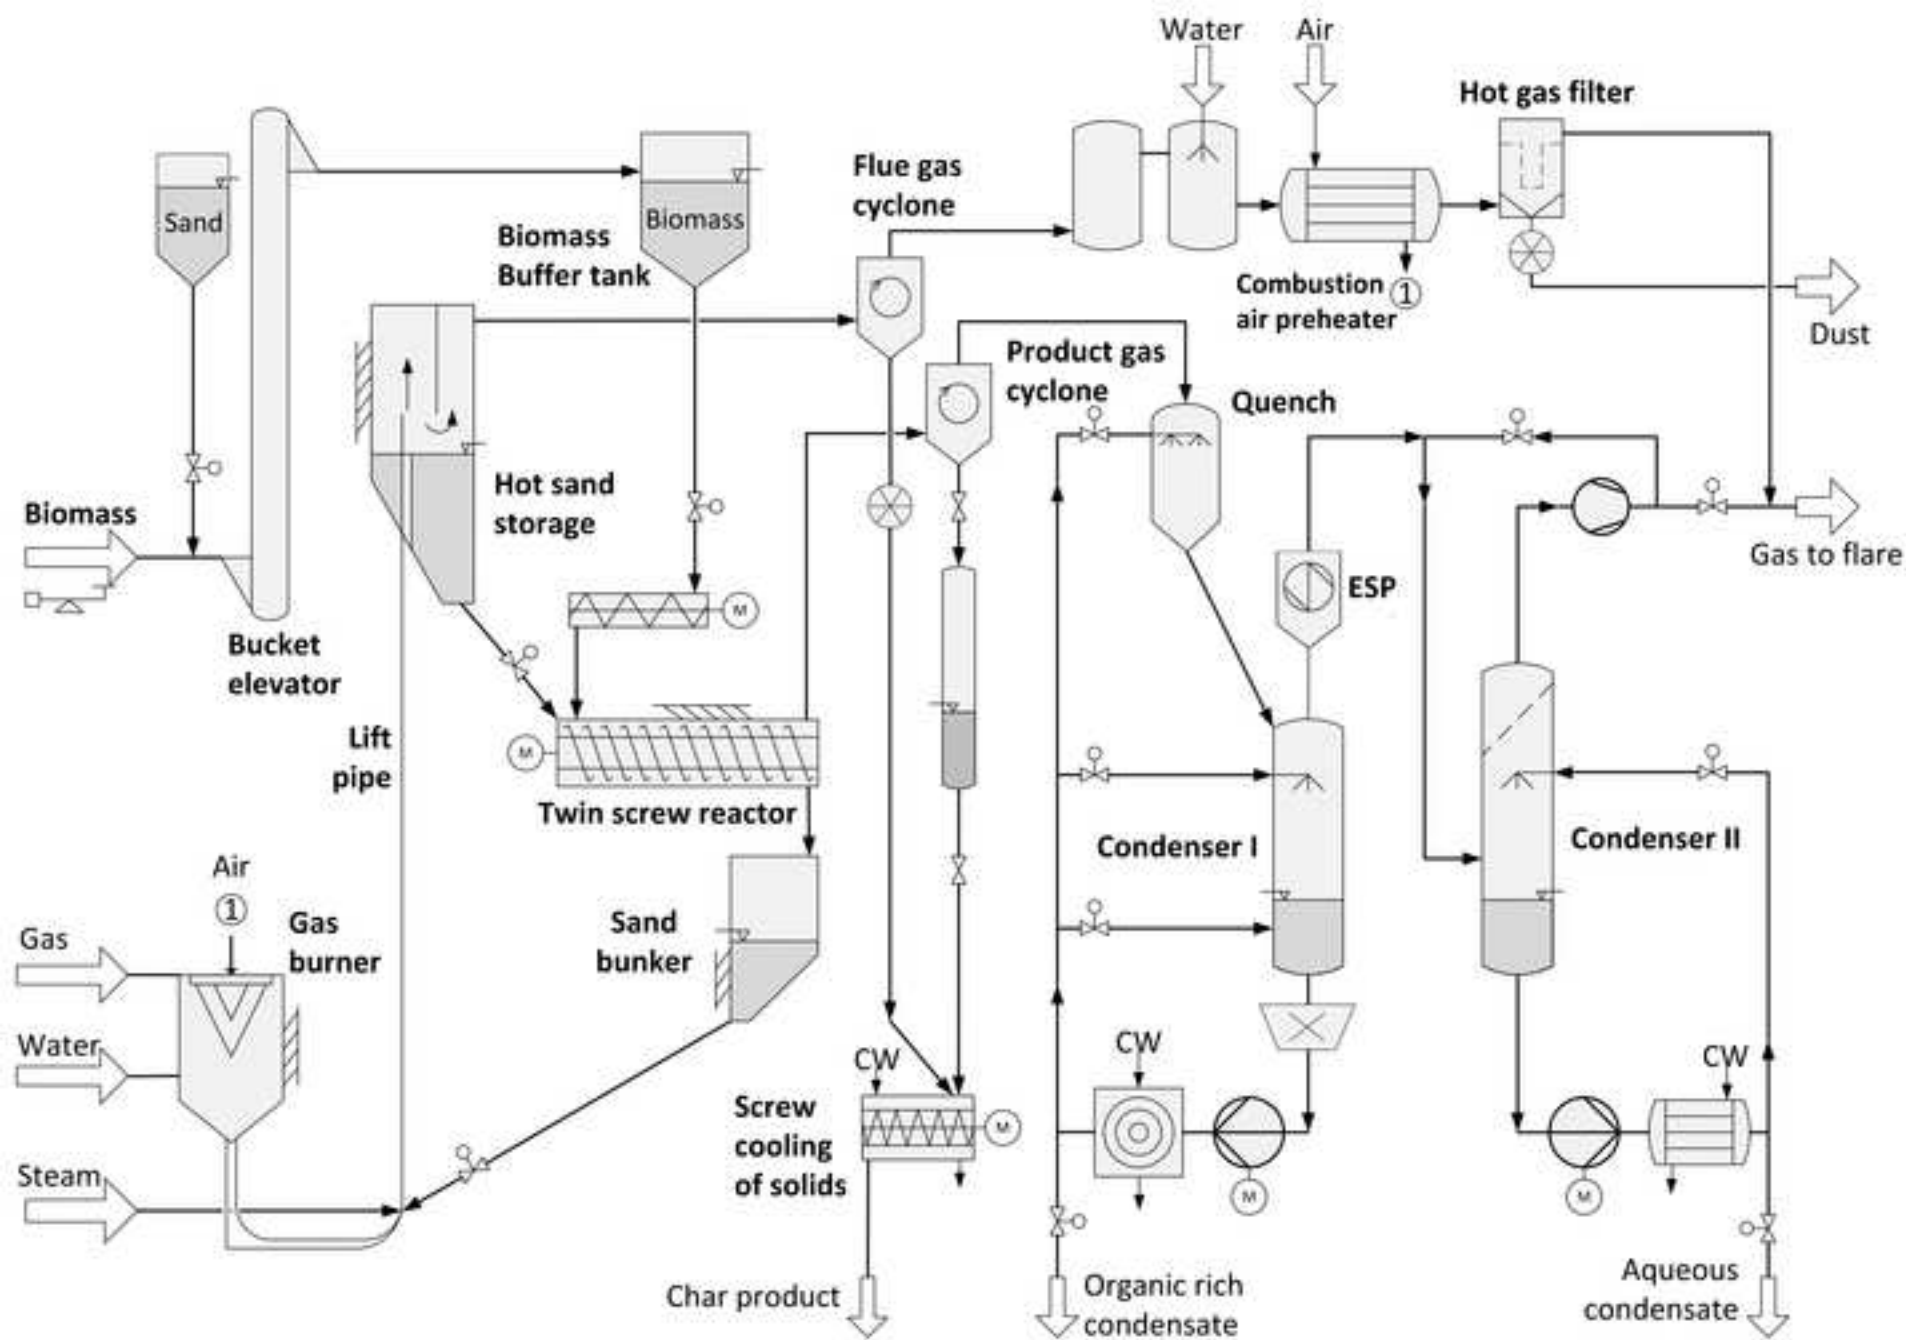 Water
Air
Hot gas filter
Flue gas
cyclone
Sand
Biomass
Biomass
Buffer tank
Combustion
air preheater
①
Dust
Product gas
cyclone
Quench
Hot sand
storage
Biomass
Gas to flare
ESP
M
Bucket
elevator
Lift
pipe
M
Twin screw reactor
Condenser I
Condenser II
Air
①
Gas
Gas
burner
Sand
bunker
Water
CW
CW
CW
Screw
cooling
of solids
M
Steam
M
M
Char product
Organic rich
condensate
Aqueous
condensate